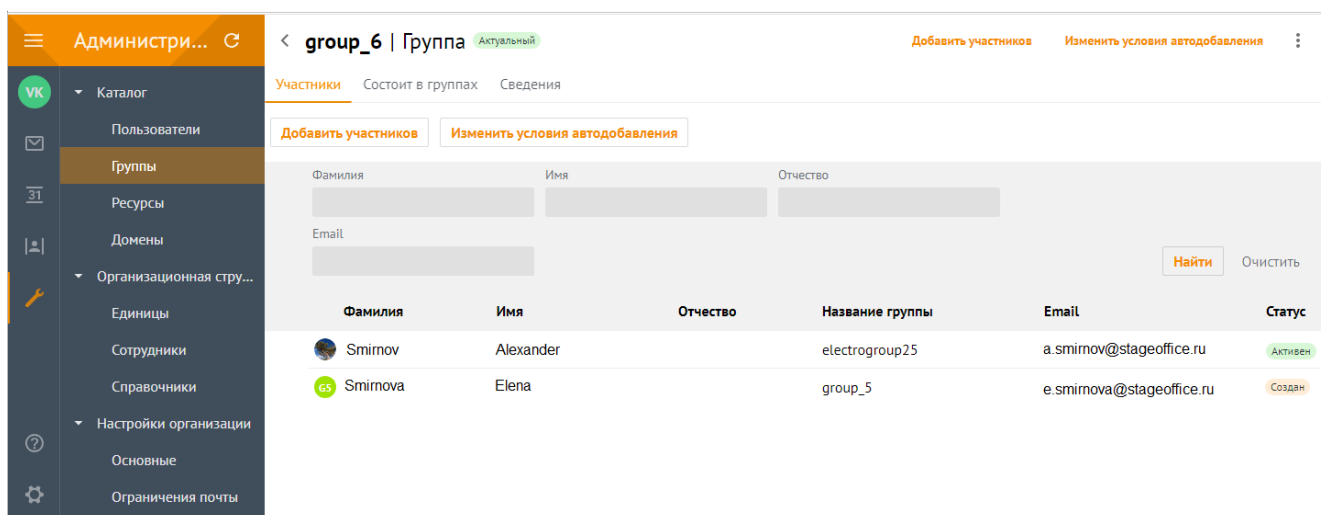 Администри...
group_6 | Группа Актуальный
Добавить участников Изменить условия автодобавления
VK
31
Каталог
Пользователи
Группы
Ресурсы
Домены
Организационная стру...
Единицы
Сотрудники
Справочники
Настройки организации
Основные
Ограничения почты
Участники Состоит в группах Сведения
Добавить участников Изменить условия автодобавления
Фамилия Имя Отчество
Email
Найти Очистить
Фамилия Имя Отчество Название группы Email Статус
Smirnov Alexander electrogroup25 a.smirnov@stageoffice.ru Активен
G5 Smirnova Elena group_5 e.smirnova@stageoffice.ru Создан